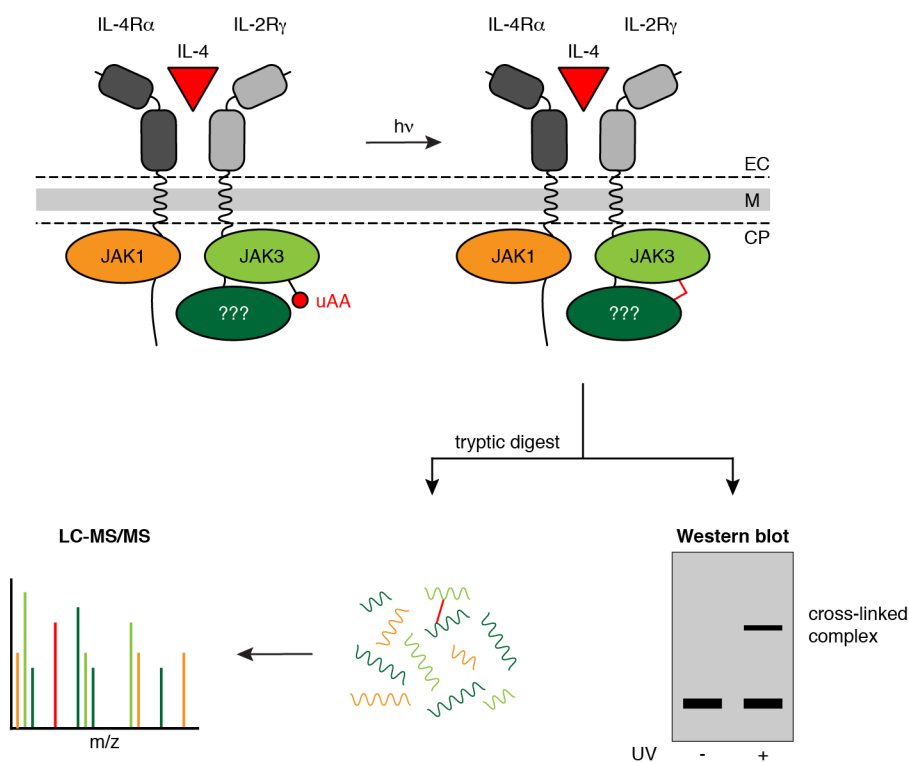 IL-4Rα IL-2Rγ IL-4Rα IL-2Rγ
IL-4 IL-4
hν
EC
M
CP
JAK1 JAK3 JAK1 JAK3
??? uAA ???
tryptic digest
LC-MS/MS Western blot
cross-linked
complex
m/z
UV - +